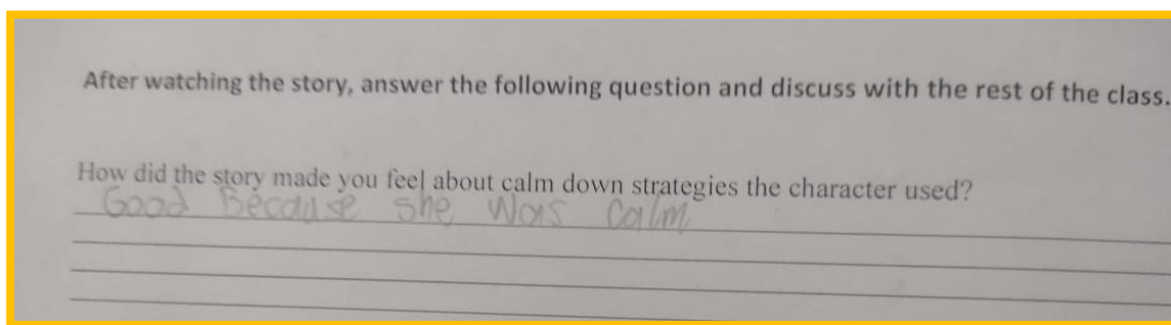 After watching the story, answer the following question and discuss with the rest of the class.
How did the story made you feel about calm down strategies the character used?
Good Because she was calm